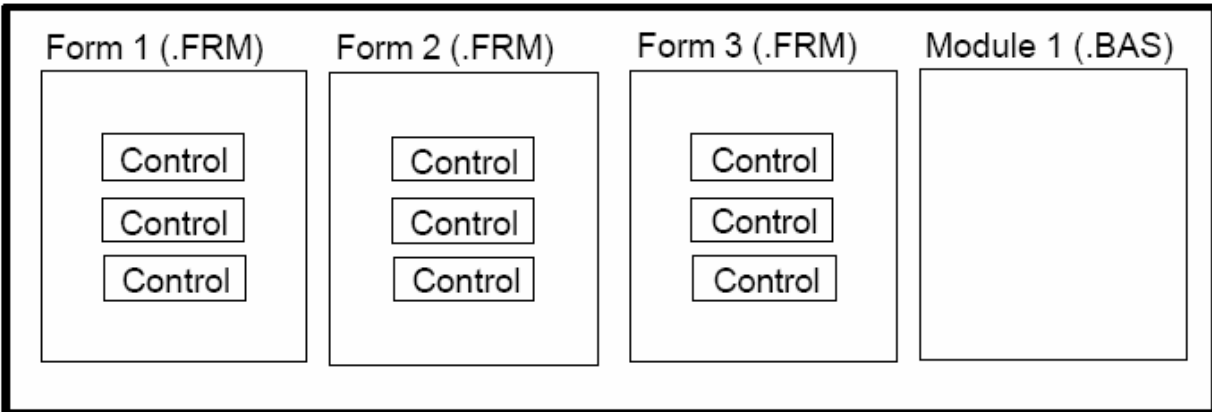 Form 1 (.FRM)
Form 2 (.FRM)
Form 3 (.FRM)
Module 1 (.BAS)
Control
Control
Control
Control
Control
Control
Control
Control
Control